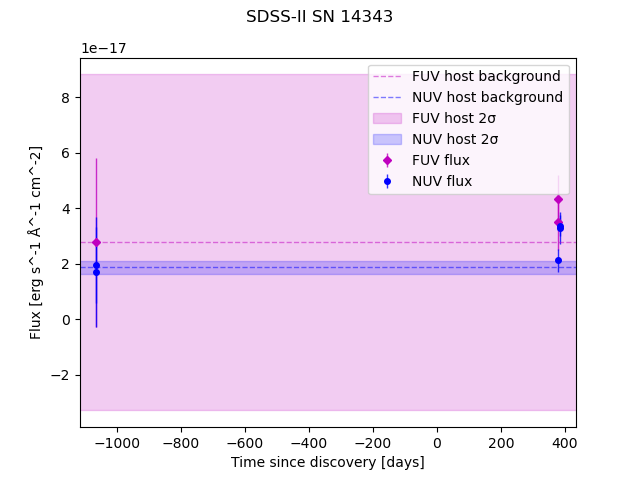 SDSS-II SN 14343
1e−17
FUV host background
NUV host background
FUV host 2σ
NUV host 2σ
FUV flux
NUV flux
8
6
4
2
0
−2
Flux [erg s^-1 Å^-1 cm^-2]
−1000 −800 −600 −400 −200 0 200 400
Time since discovery [days]